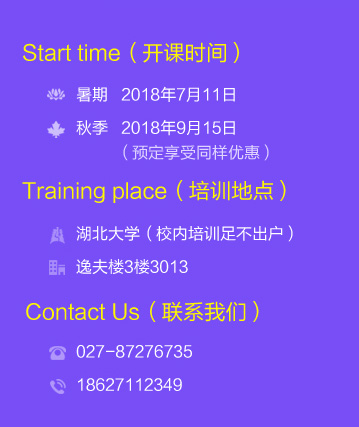 Start time（开课时间）
暑期 2018年7月11日
秋季 2018年9月15日
（预定享受同样优惠）
Training place（培训地点）
湖北大学（校内培训足不出户）
逸夫楼3楼3013
Contact Us（联系我们）
027-87276735
18627112349